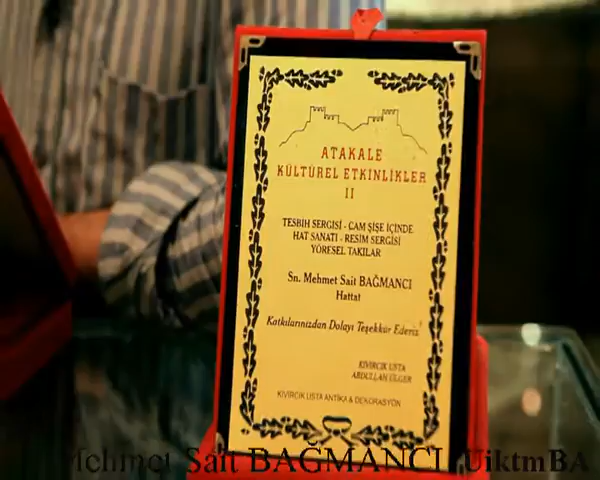 ATAKALE
KÜLTÜREL ETKİNLİKLER
II
TESBİH SERGİSİ - CAM ŞİŞE İÇİNDE
HAT SANATI - RESİM SERGİSİ
YÖRESEL TAKILAR
Sn. Mehmet Sait BAĞMANCI
Hattat
Katkılarınızdan Dolayı Teşekkür Ederiz
KIVIRCIK USTA
ABDULLAH ÜLGER
KIVIRCIK USTA ANTİKA & DEKORASYON
Mehmet Sait BAĞMANCI UiktmBA